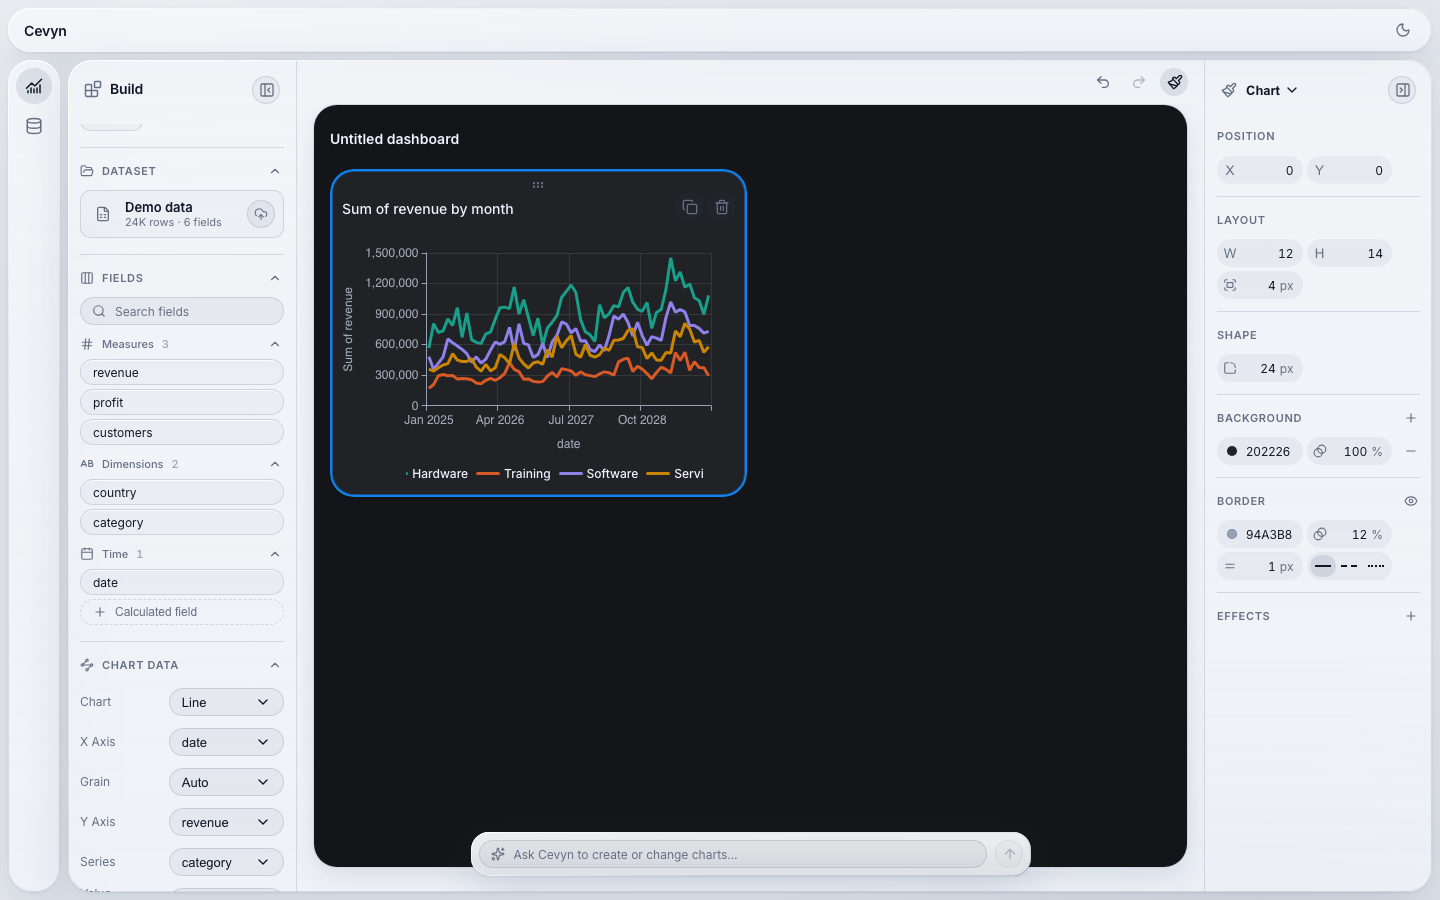 Cevyn
Build
DATASET
Demo data
24K rows · 6 fields
FIELDS
Search fields
Measures 3
revenue
profit
customers
AB Dimensions 2
country
category
Time 1
date
Calculated field
CHART DATA
Chart Line
X Axis date
Grain Auto
Y Axis revenue
Series category
Untitled dashboard
Sum of revenue by month
Sum of revenue
1,500,000
1,200,000
900,000
600,000
300,000
0
Jan 2025 Apr 2026 Jul 2027 Oct 2028
date
Hardware Training Software Servi
Ask Cevyn to create or change charts...
Chart
POSITION
X 0 Y 0
LAYOUT
W 12 H 14
4 px
SHAPE
24 px
BACKGROUND
202226 100 %
BORDER
94A3B8 12 %
1 px
EFFECTS